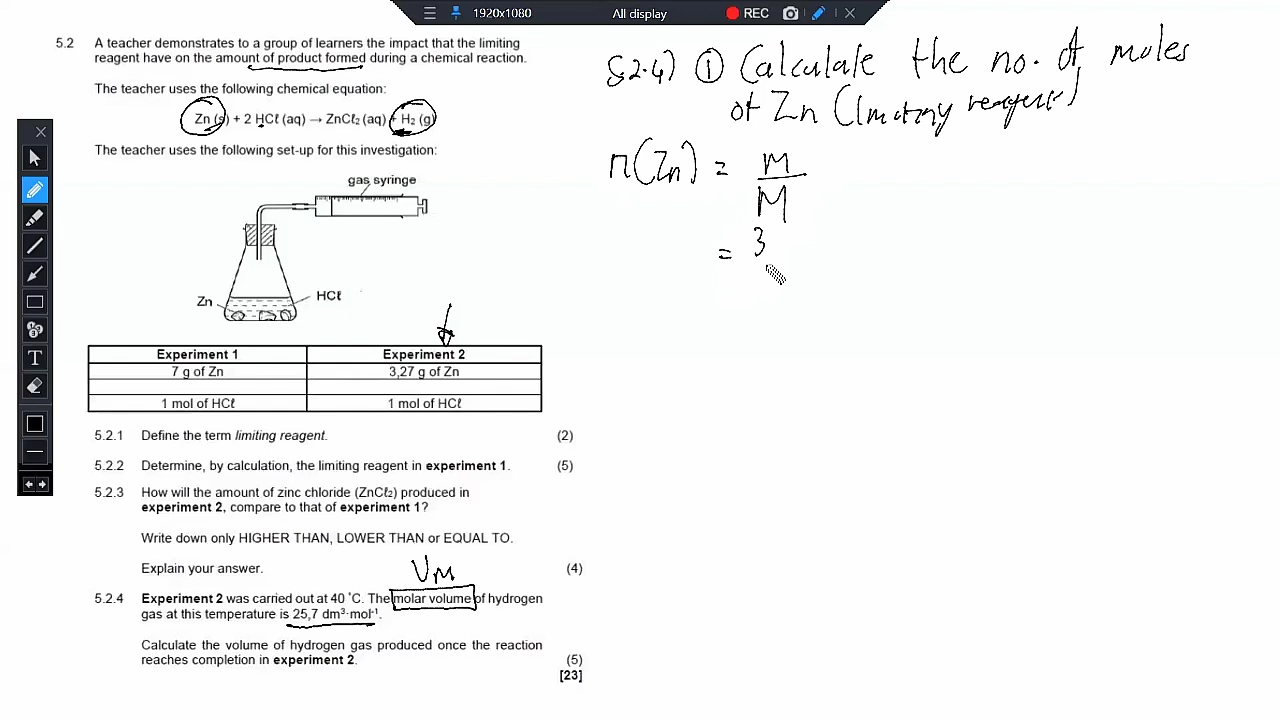 1920x1080 All display REC
5.2 A teacher demonstrates to a group of learners the impact that the limiting
reagent have on the amount of product formed during a chemical reaction.
The teacher uses the following chemical equation:
Zn (s) + 2 HCℓ (aq) → ZnCℓ₂ (aq) + H₂ (g)
The teacher uses the following set-up for this investigation:
gas syringe
Zn
HCℓ
Experiment 1 Experiment 2
7 g of Zn 3,27 g of Zn
1 mol of HCℓ 1 mol of HCℓ
5.2.1 Define the term limiting reagent. (2)
5.2.2 Determine, by calculation, the limiting reagent in experiment 1. (5)
5.2.3 How will the amount of zinc chloride (ZnCℓ₂) produced in
experiment 2, compare to that of experiment 1?
Write down only HIGHER THAN, LOWER THAN or EQUAL TO.
Explain your answer. (4)
VM
5.2.4 Experiment 2 was carried out at 40 ˚C. The molar volume of hydrogen
gas at this temperature is 25,7 dm³·mol⁻¹.
Calculate the volume of hydrogen gas produced once the reaction
reaches completion in experiment 2. (5)
[23]
5.2.4) ① Calculate the no. of moles
of Zn (limiting reagent)
n(Zn) = m
M
= 3
T